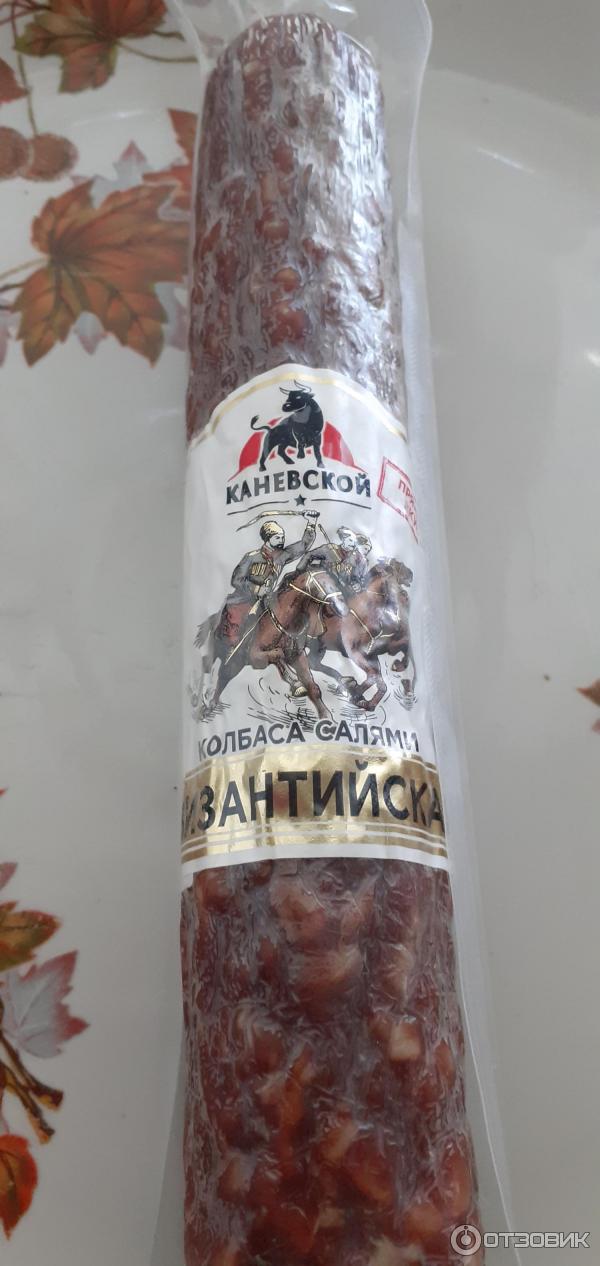 КАНЕВСКОЙ
КОЛБАСА САЛЯМИ
ИЗАНТИЙСКА
ОТЗОВИК